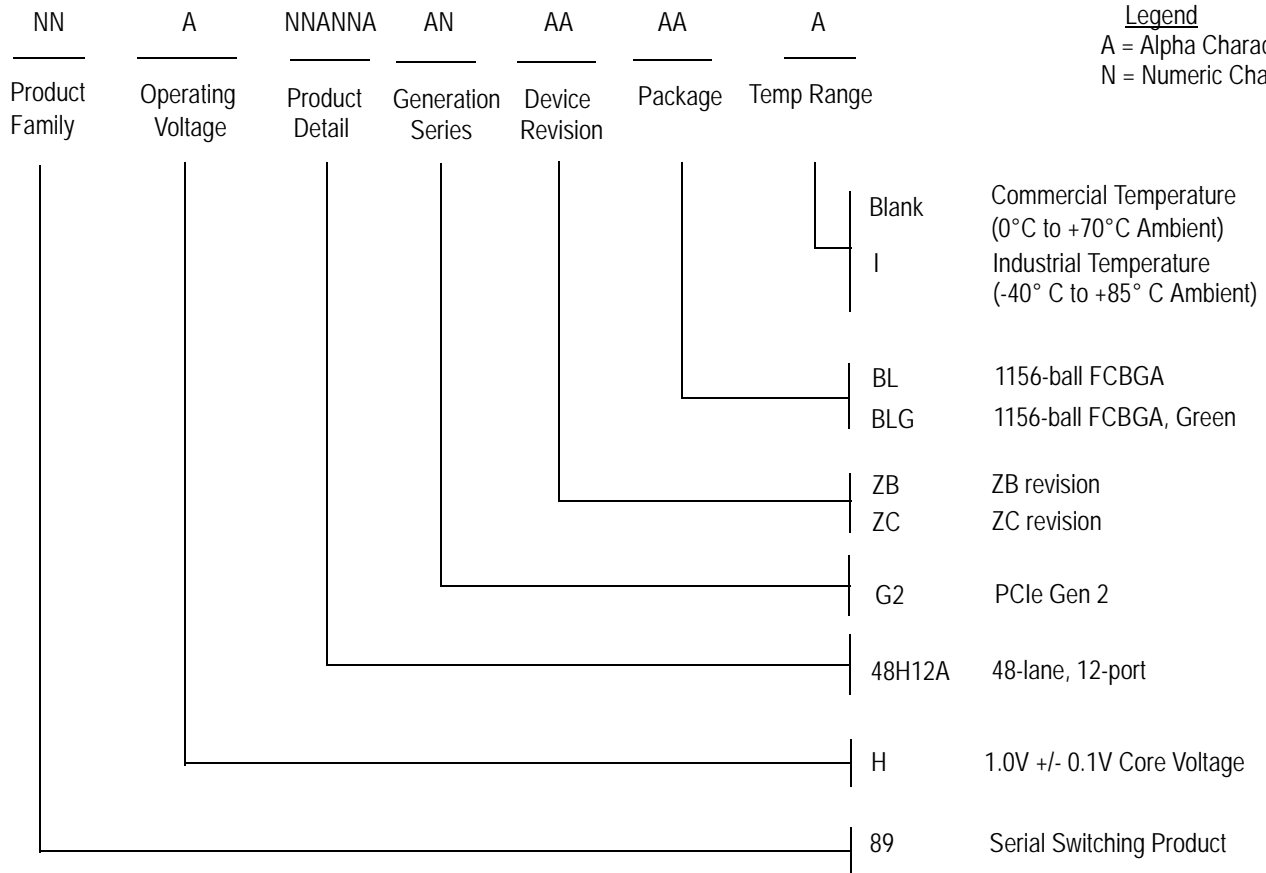 NN A NNANNA AN AA AA A
Legend
A = Alpha
N = Numeric
Product Family
Operating Voltage
Product Detail
Generation Series
Device Revision
Package
Temp Range
Blank Commercial Temperature
(0°C to +70°C Ambient)
I Industrial Temperature
(-40° C to +85° C Ambient)
BL 1156-ball FCBGA
BLG 1156-ball FCBGA, Green
ZB ZB revision
ZC ZC revision
G2 PCIe Gen 2
48H12A 48-lane, 12-port
H 1.0V +/- 0.1V Core Voltage
89 Serial Switching Product